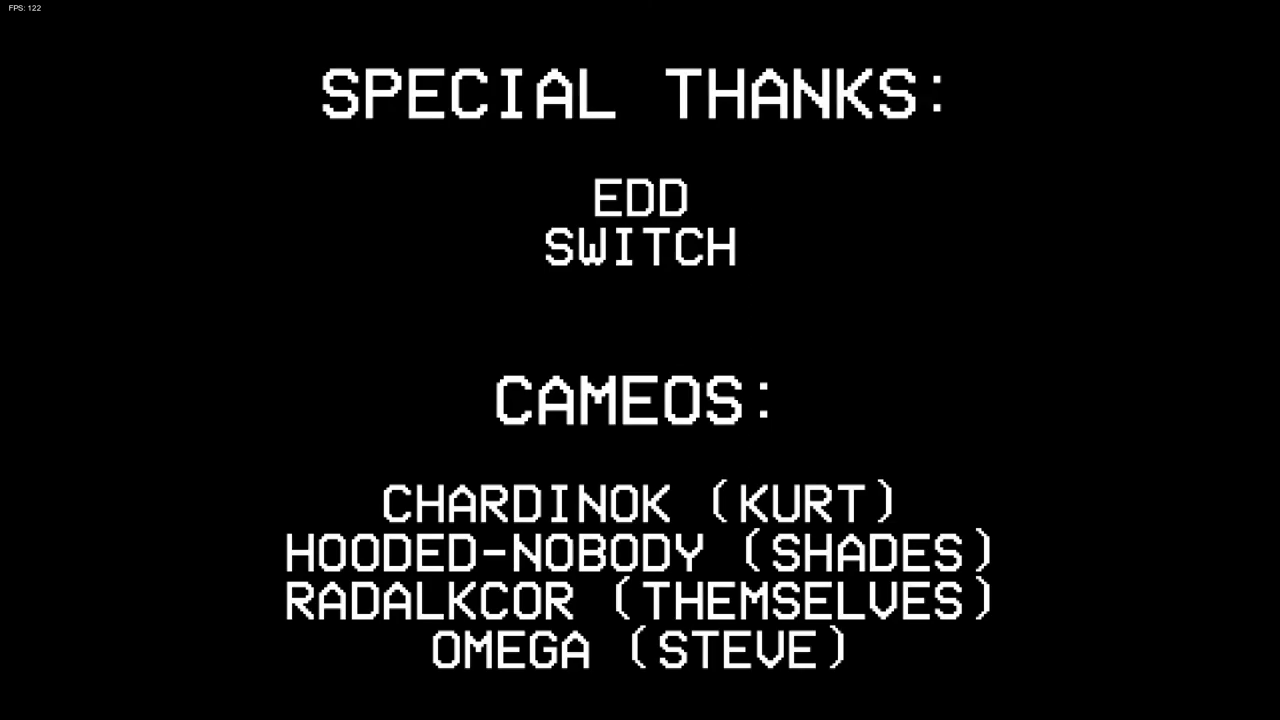 FPS: 122
SPECIAL THANKS:
EDD
SWITCH
CAMEOS:
CHARDINOK (KURT)
HOODED-NOBODY (SHADES)
RADALKCOR (THEMSELVES)
OMEGA (STEVE)